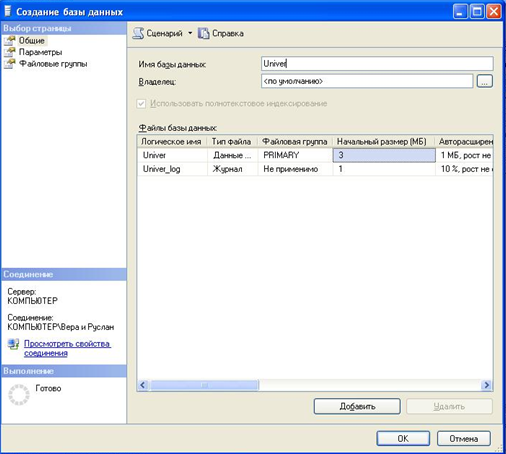 Создание базы данных
Выбор страницы
Общие
Параметры
Файловые группы
Сценарий
Справка
Имя базы данных:
Univer
Владелец:
<по умолчанию>
...
Использовать полнотекстовое индексирование
Файлы базы данных:
Логическое имя Тип файла Файловая группа Начальный размер (МБ) Авторасширен
Univer Данные ... PRIMARY 3 1 МБ, рост не
Univer_log Журнал Не применимо 1 10 %, рост не
Соединение
Сервер:
КОМПЬЮТЕР
Соединение:
КОМПЬЮТЕР\Вера и Руслан
Просмотреть свойства
соединения
Выполнение
Готово
Добавить Удалить
OK Отмена